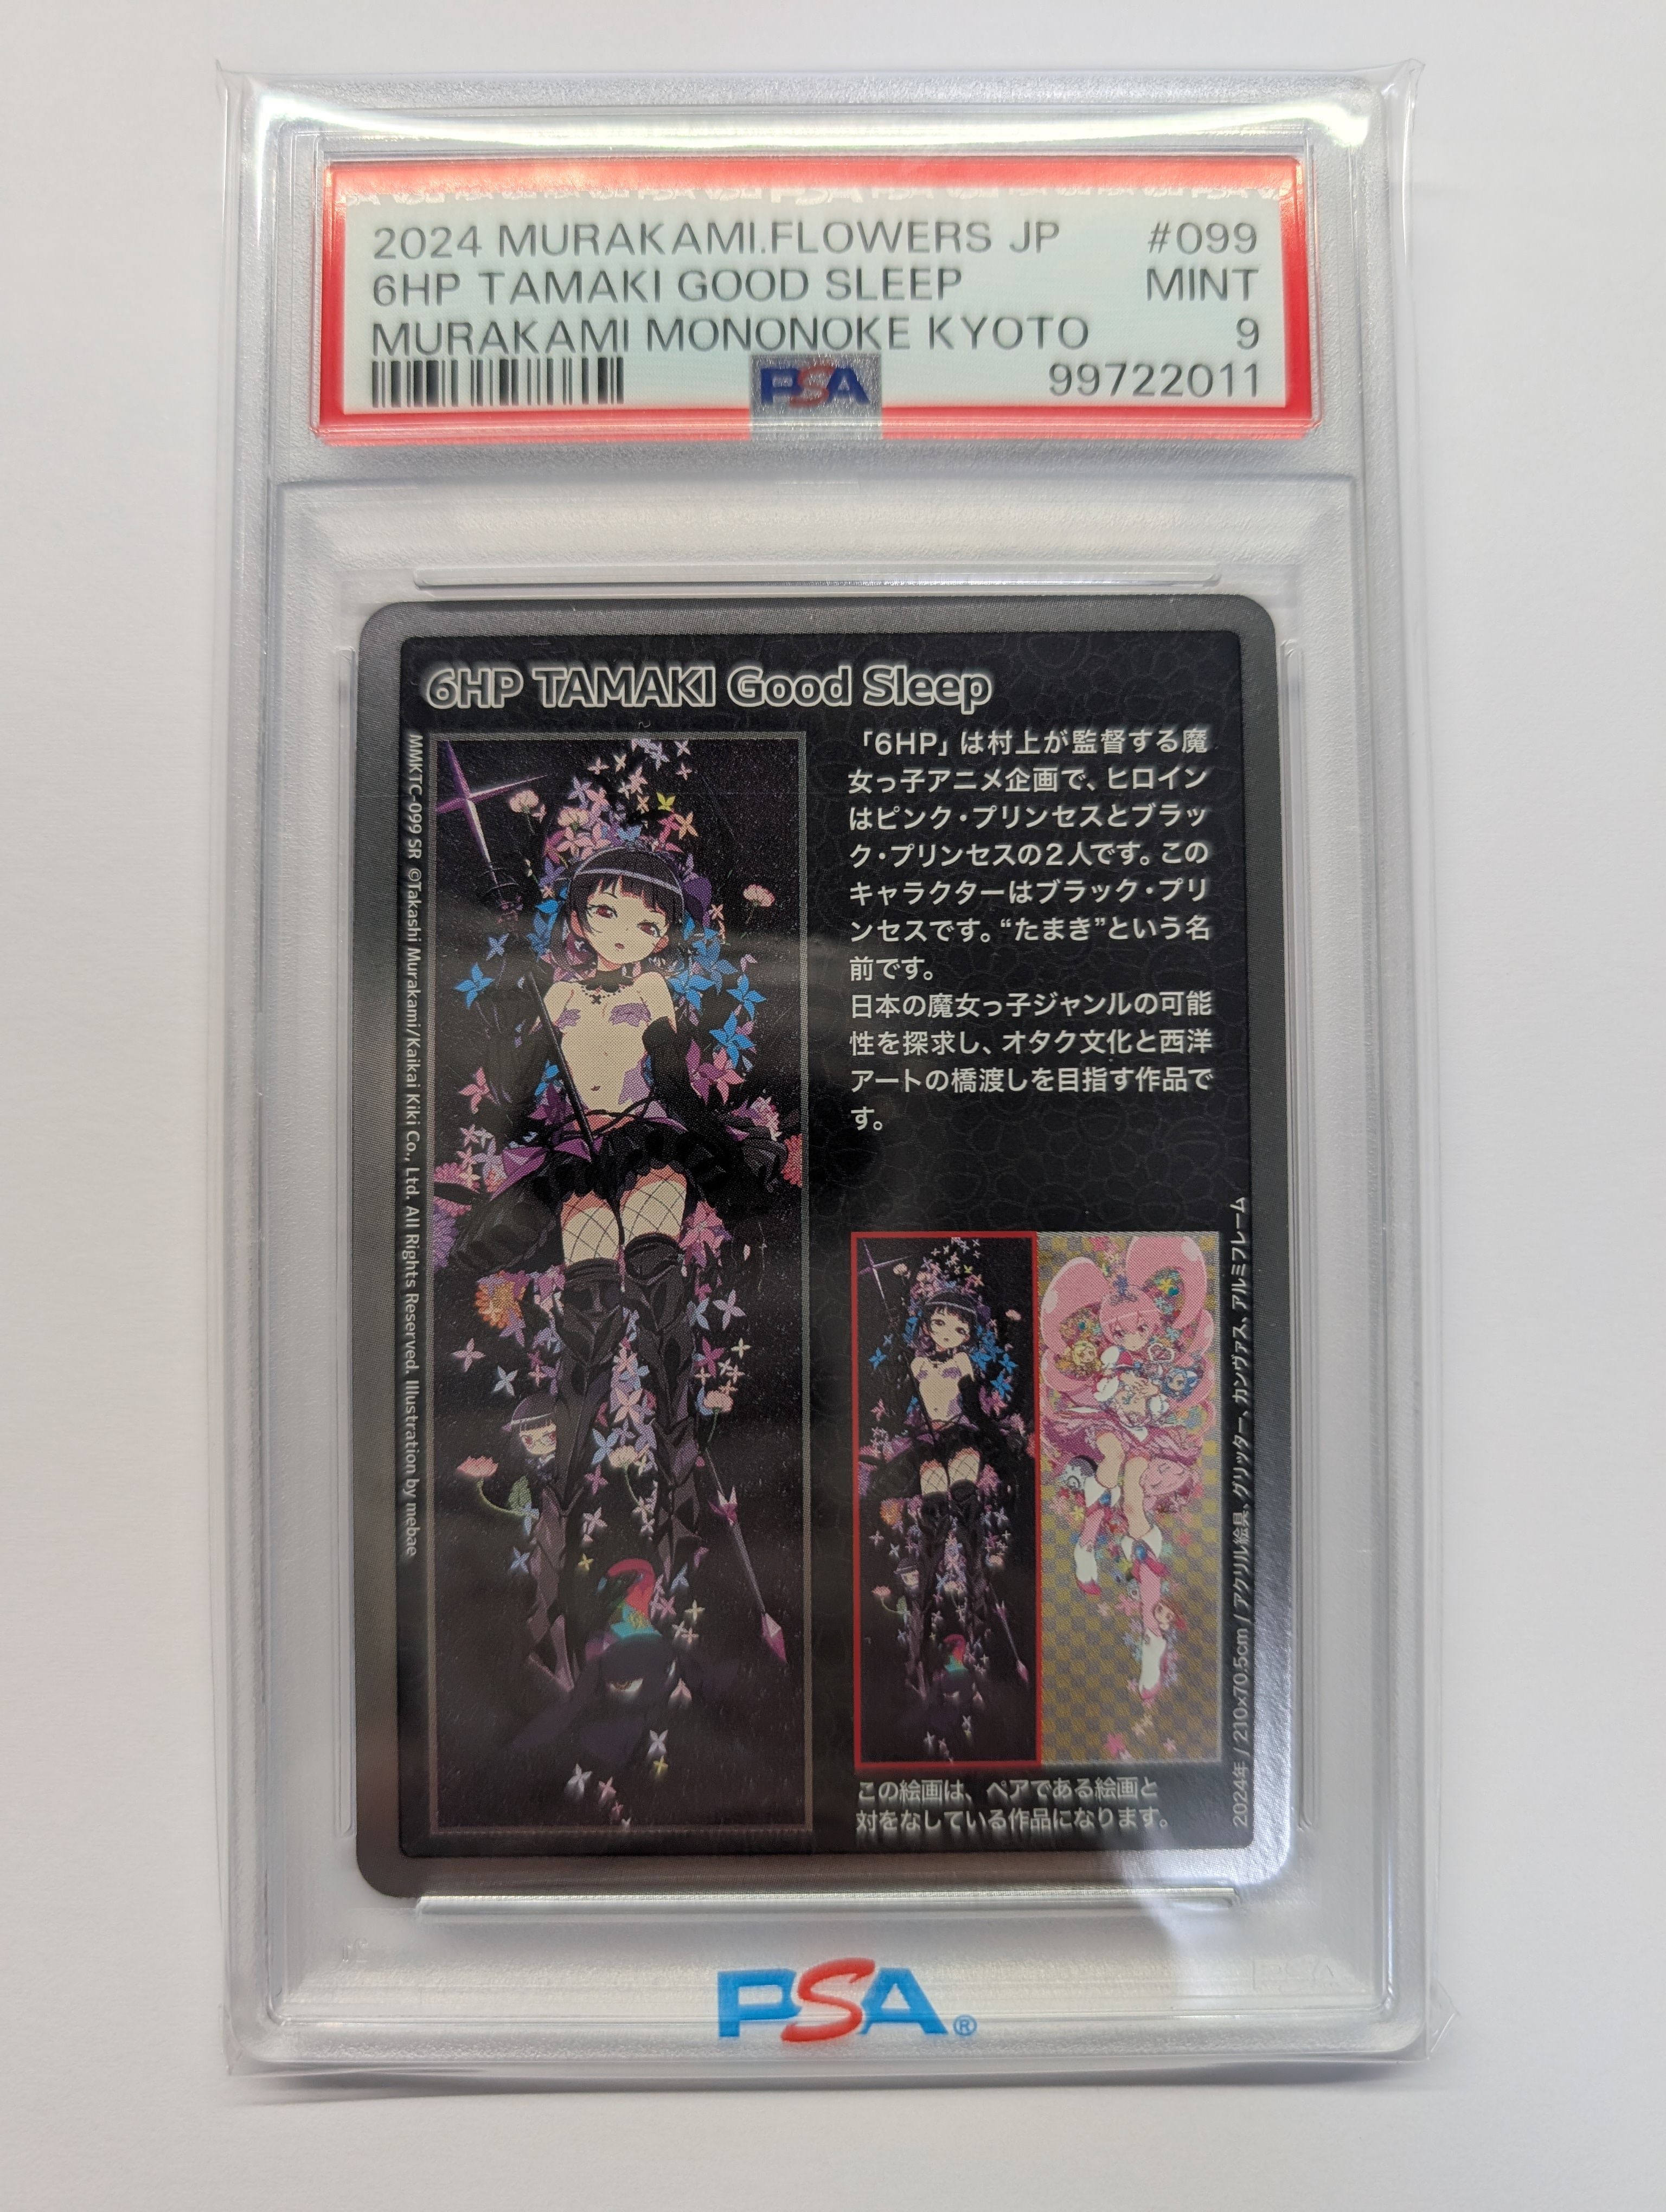 2024 MURAKAMI.FLOWERS JP #099
6HP TAMAKI GOOD SLEEP MINT
MURAKAMI MONONOKE KYOTO 9
PSA 99722011
6HP TAMAKI Good Sleep
MMKTC-099 SR ©Takashi Murakami/Kaikai Kiki Co., Ltd. All Rights Reserved. Illustration by mebae
「6HP」は村上が監督する魔
女っ子アニメ企画で、ヒロイン
はピンク・プリンセスとブラッ
ク・プリンセスの2人です。この
キャラクターはブラック・プリ
ンセスです。“たまき”という名
前です。
日本の魔女っ子ジャンルの可能
性を探求し、オタク文化と西洋
アートの橋渡しを目指す作品で
す。
2024年 / 210×70.5cm / アクリル絵具、グリッター、カンヴァス、アルミフレーム
この絵画は、ペアである絵画と
対をなしている作品になります。
PSA®